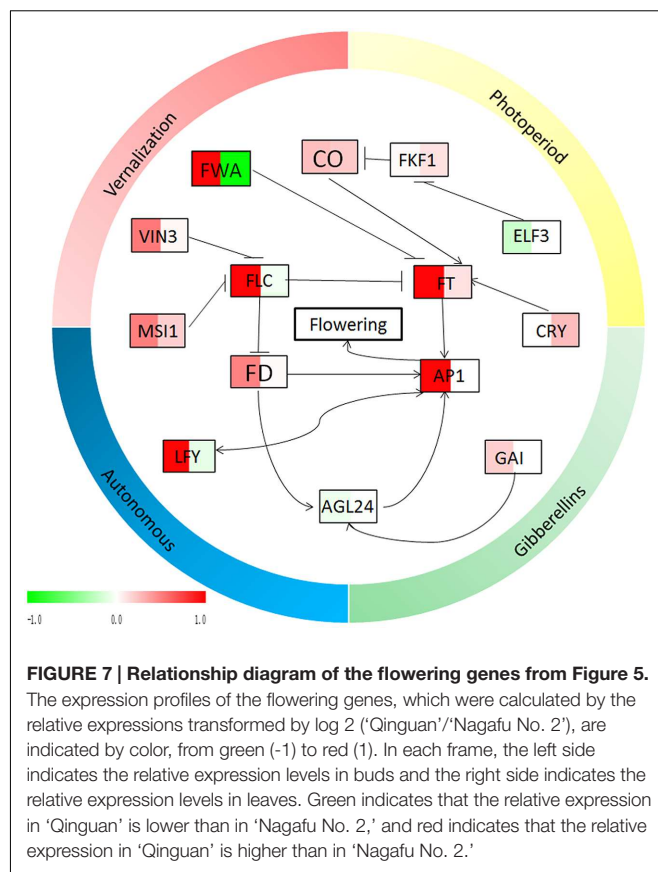 Vernalization
Photoperiod
FWA
CO
FKF1
VIN3
ELF3
FLC
FT
MSI1
Flowering
CRY
FD
AP1
LFY
GAI
AGL24
Autonomous
Gibberellins
-1.0 0.0 1.0
FIGURE 7 | Relationship diagram of the flowering genes from Figure 5.
The expression profiles of the flowering genes, which were calculated by the
relative expressions transformed by log 2 (‘Qinguan’/‘Nagafu No. 2’), are
indicated by color, from green (-1) to red (1). In each frame, the left side
indicates the relative expression levels in buds and the right side indicates the
relative expression levels in leaves. Green indicates that the relative expression
in ‘Qinguan’ is lower than in ‘Nagafu No. 2,’ and red indicates that the relative
expression in ‘Qinguan’ is higher than in ‘Nagafu No. 2.’